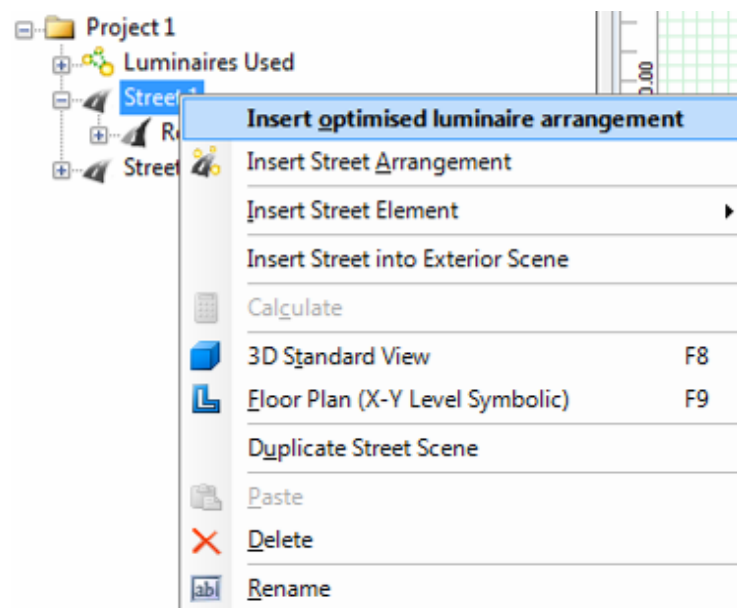 Project 1
Luminaires Used
Street 1
Street
Insert optimised luminaire arrangement
Insert Street Arrangement
Insert Street Element
Insert Street into Exterior Scene
Calculate
3D Standard View F8
Floor Plan (X-Y Level Symbolic) F9
Duplicate Street Scene
Paste
Delete
abl Rename